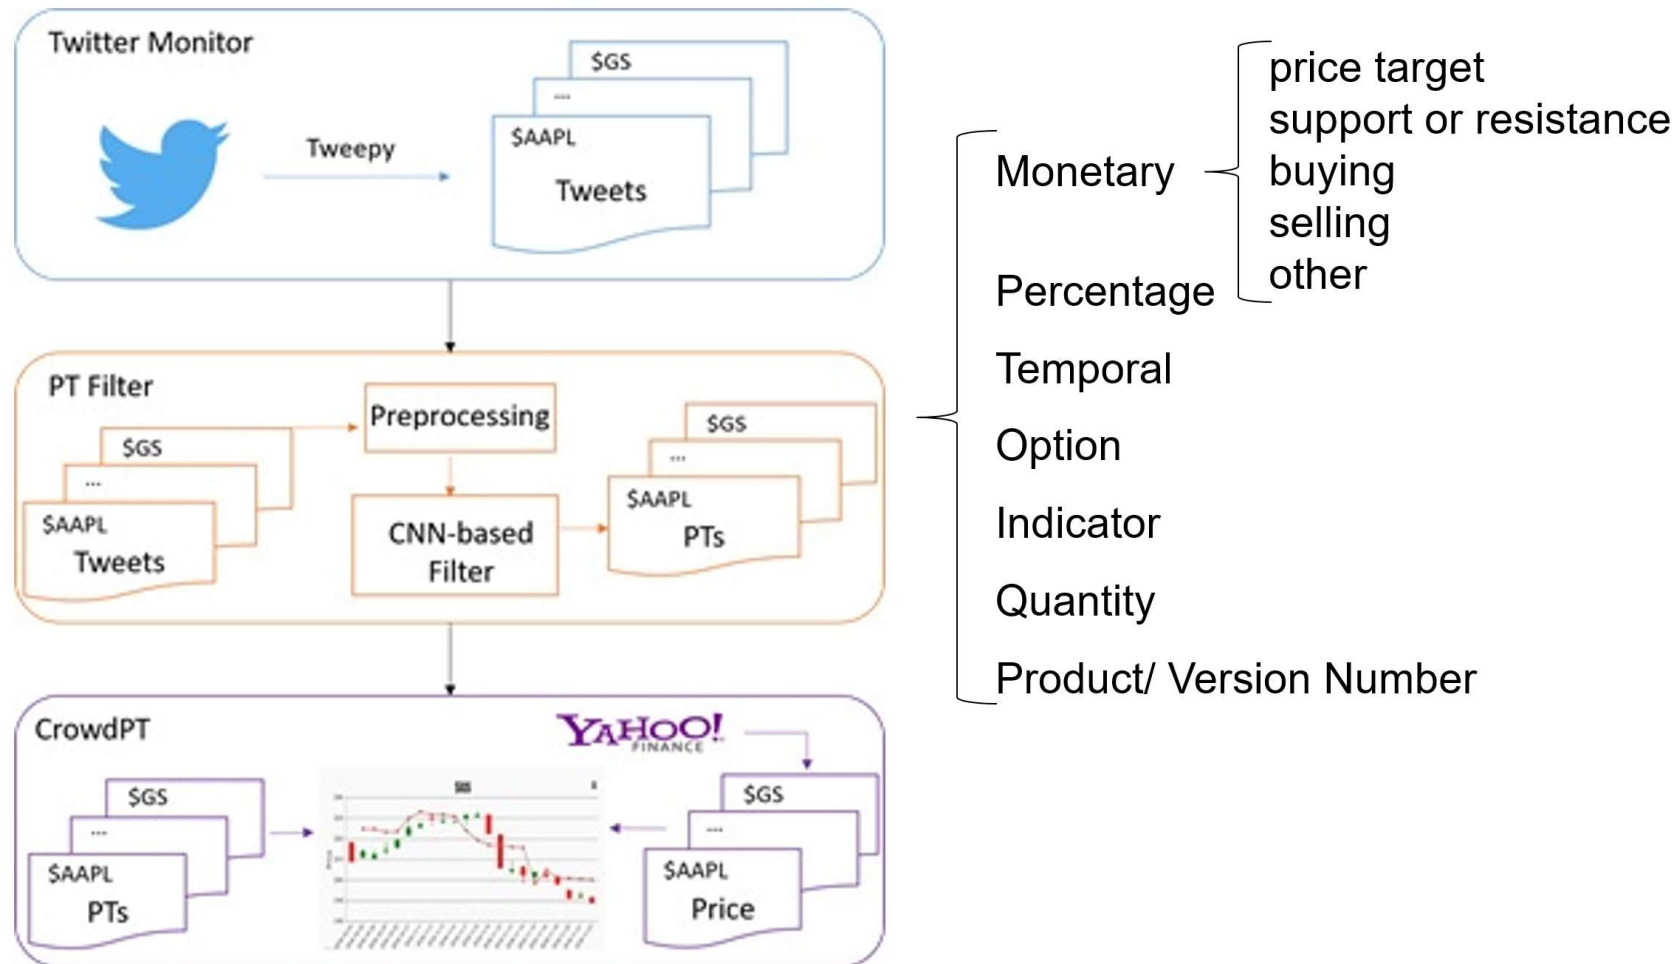 Twitter Monitor
Tweepy
$GS
...
$AAPL
Tweets
PT Filter
$GS
...
$AAPL
Tweets
Preprocessing
CNN-based
Filter
$GS
...
$AAPL
PTs
CrowdPT
YAHOO!
FINANCE
$GS
...
$AAPL
PTs
$GS
...
$AAPL
Price
Monetary
price target
support or resistance
buying
selling
other
Percentage
Temporal
Option
Indicator
Quantity
Product/ Version Number